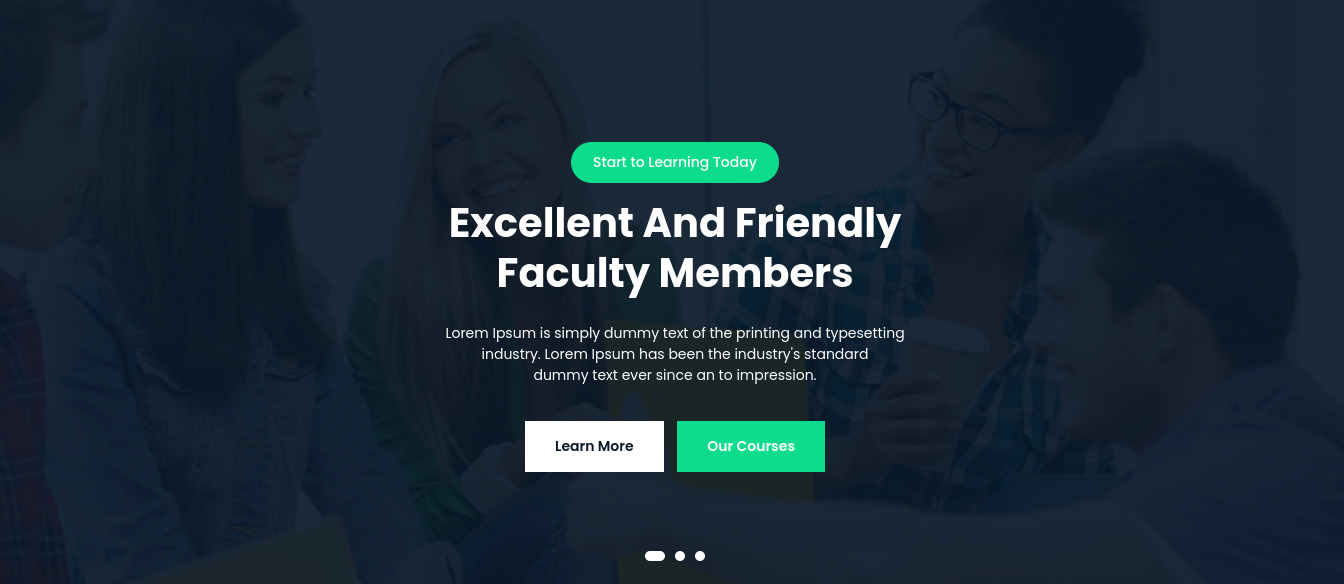 Start to Learning Today
Excellent And Friendly
Faculty Members
Lorem Ipsum is simply dummy text of the printing and typesetting
industry. Lorem Ipsum has been the industry's standard
dummy text ever since an to impression.
Learn More
Our Courses